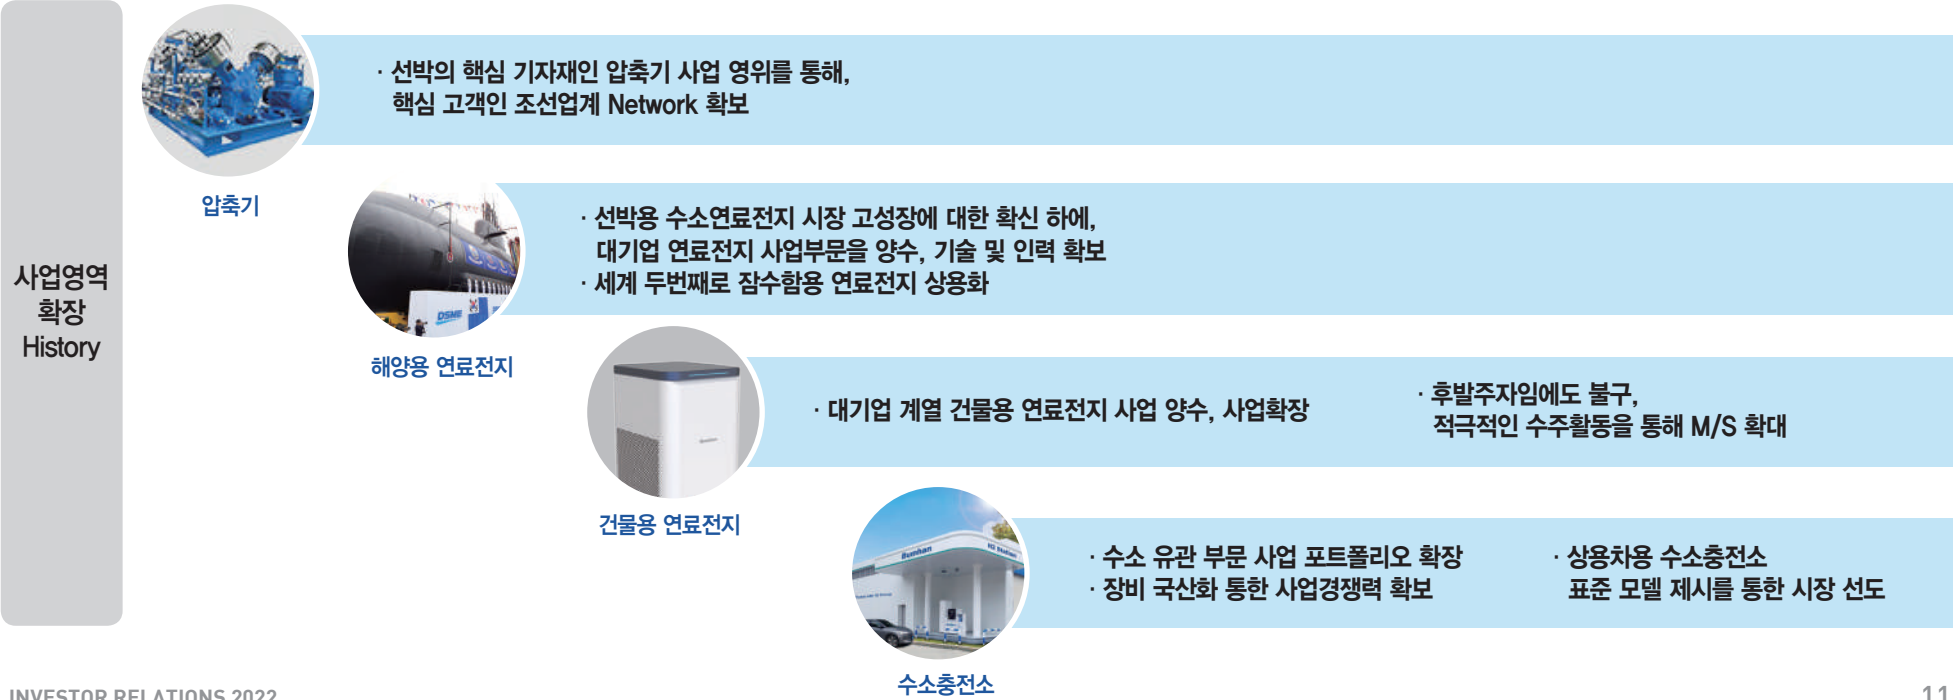 사업영역
확장
History
· 선박의 핵심 기자재인 압축기 사업 영위를 통해,
핵심 고객인 조선업계 Network 확보
압축기
· 선박용 수소연료전지 시장 고성장에 대한 확신 하에,
대기업 연료전지 사업부문을 양수, 기술 및 인력 확보
· 세계 두번째로 잠수함용 연료전지 상용화
DSME
해양용 연료전지
· 대기업 계열 건물용 연료전지 사업 양수, 사업확장
· 후발주자임에도 불구,
적극적인 수주활동을 통해 M/S 확대
건물용 연료전지
Bumhan
H2 Station
· 수소 유관 부문 사업 포트폴리오 확장
· 장비 국산화 통한 사업경쟁력 확보
· 상용차용 수소충전소
표준 모델 제시를 통한 시장 선도
수소충전소
INVESTOR RELATIONS 2022
11